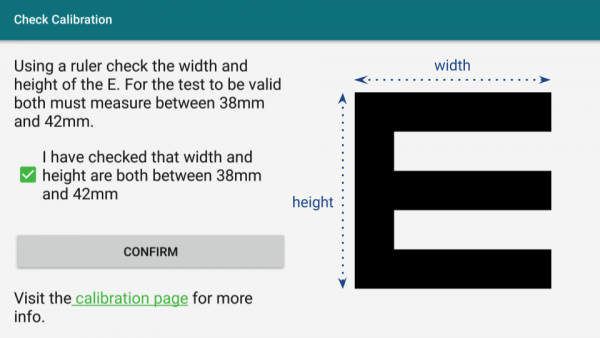 Check Calibration
Using a ruler check the width and
height of the E. For the test to be valid
both must measure between 38mm
and 42mm.
I have checked that width and
height are both between 38mm
and 42mm
CONFIRM
Visit the calibration page for more
info.
width
height
E